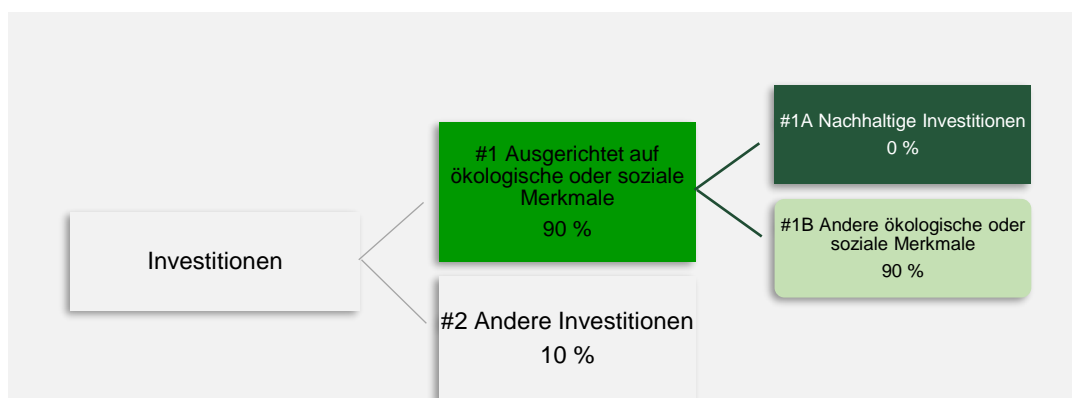 Investitionen
#1 Ausgerichtet auf
ökologische oder soziale
Merkmale
90 %
#2 Andere Investitionen
10 %
#1A Nachhaltige Investitionen
0 %
#1B Andere ökologische oder
soziale Merkmale
90 %